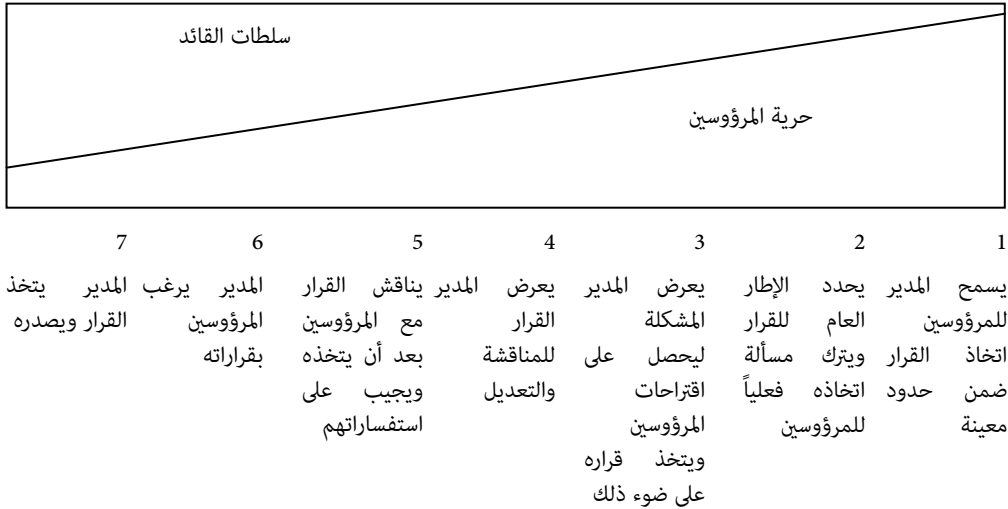 سلطات القائد
حرية المرؤوسين
1
يسمح المدير
للمرؤوسين
اتخاذ القرار
ضمن حدود
معينة
2
يحدد الإطار
العام للقرار
ويترك مسألة
اتخاذه فعلياً
للمرؤوسين
3
يعرض المدير
المشكلة
ليحصل على
اقتراحات
المرؤوسين
ويتخذ قراره
على ضوء ذلك
4
يعرض المدير
القرار
للمناقشة
والتعديل
5
يناقش القرار
مع المرؤوسين
بعد أن يتخذه
ويجيب على
استفساراتهم
6
المدير يرغب
المرؤوسين
بقراراته
7
المدير يتخذ
القرار ويصدره